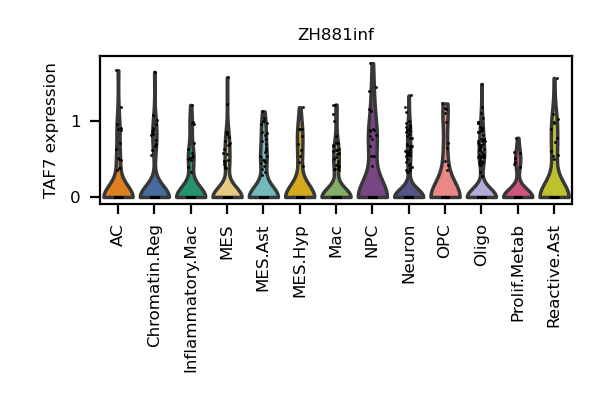 ZH881inf
TAF7 expression
1
0
AC
Chromatin.Reg
Inflammatory.Mac
MES
MES.Ast
MES.Hyp
Mac
NPC
Neuron
OPC
Oligo
Prolif.Metab
Reactive.Ast